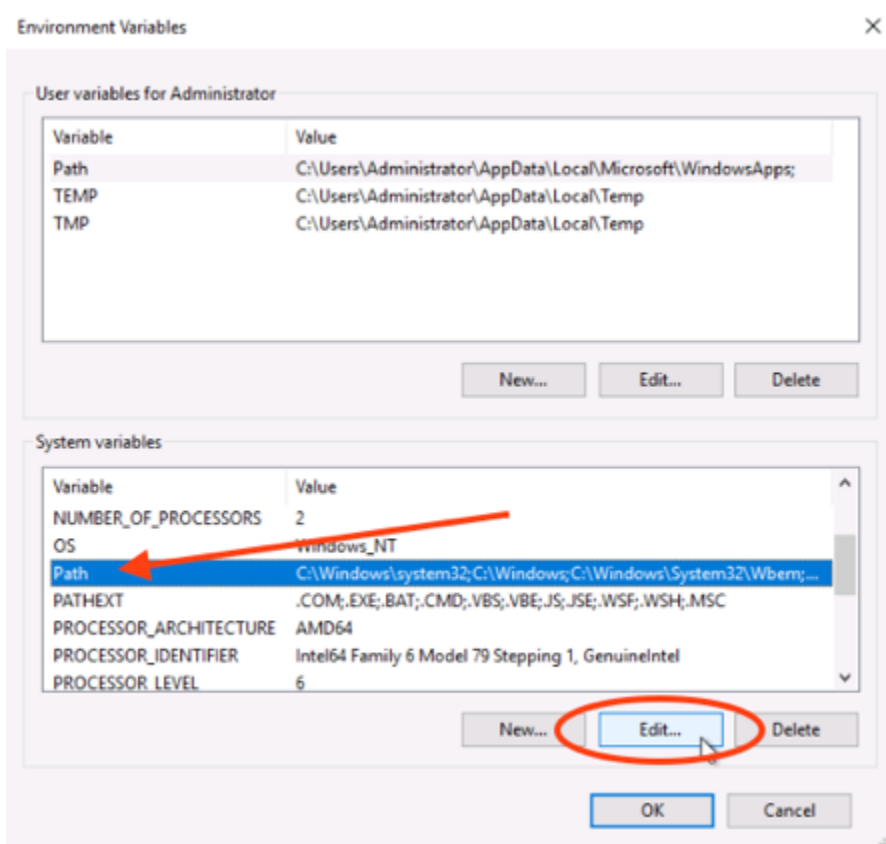 Environment Variables
User variables for Administrator
Variable Value
Path C:\Users\Administrator\AppData\Local\Microsoft\WindowsApps;
TEMP C:\Users\Administrator\AppData\Local\Temp
TMP C:\Users\Administrator\AppData\Local\Temp
New... Edit... Delete
System variables
Variable Value
NUMBER_OF_PROCESSORS 2
OS Windows_NT
Path C:\Windows\system32;C:\Windows;C:\Windows\System32\Wbem;...
PATHEXT .COM;.EXE;.BAT;.CMD;.VBS;.VBE;.JS;.JSE;.WSF;.WSH;.MSC
PROCESSOR_ARCHITECTURE AMD64
PROCESSOR_IDENTIFIER Intel64 Family 6 Model 79 Stepping 1, GenuineIntel
PROCESSOR_LEVEL 6
New... Edit... Delete
OK Cancel